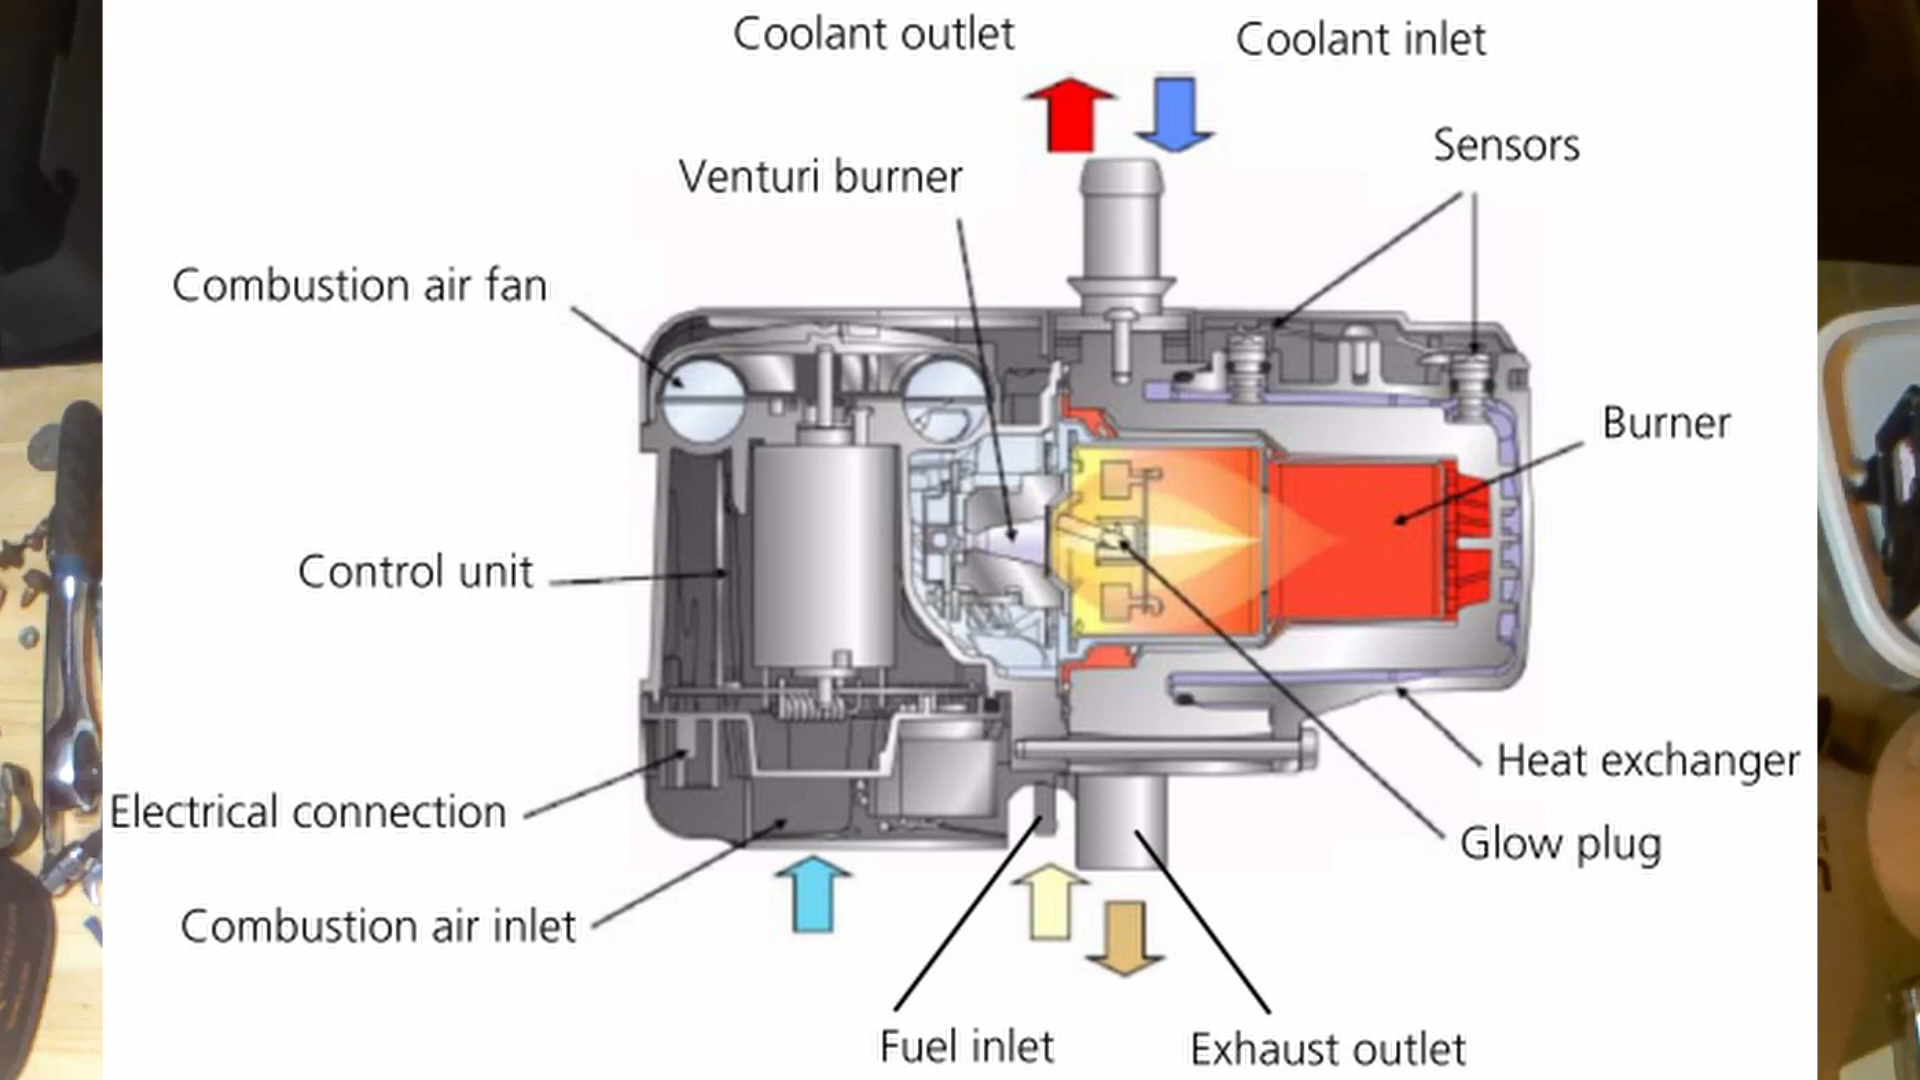 Coolant outlet
Coolant inlet
Sensors
Venturi burner
Combustion air fan
Burner
Control unit
Heat exchanger
Electrical connection
Glow plug
Combustion air inlet
Fuel inlet
Exhaust outlet